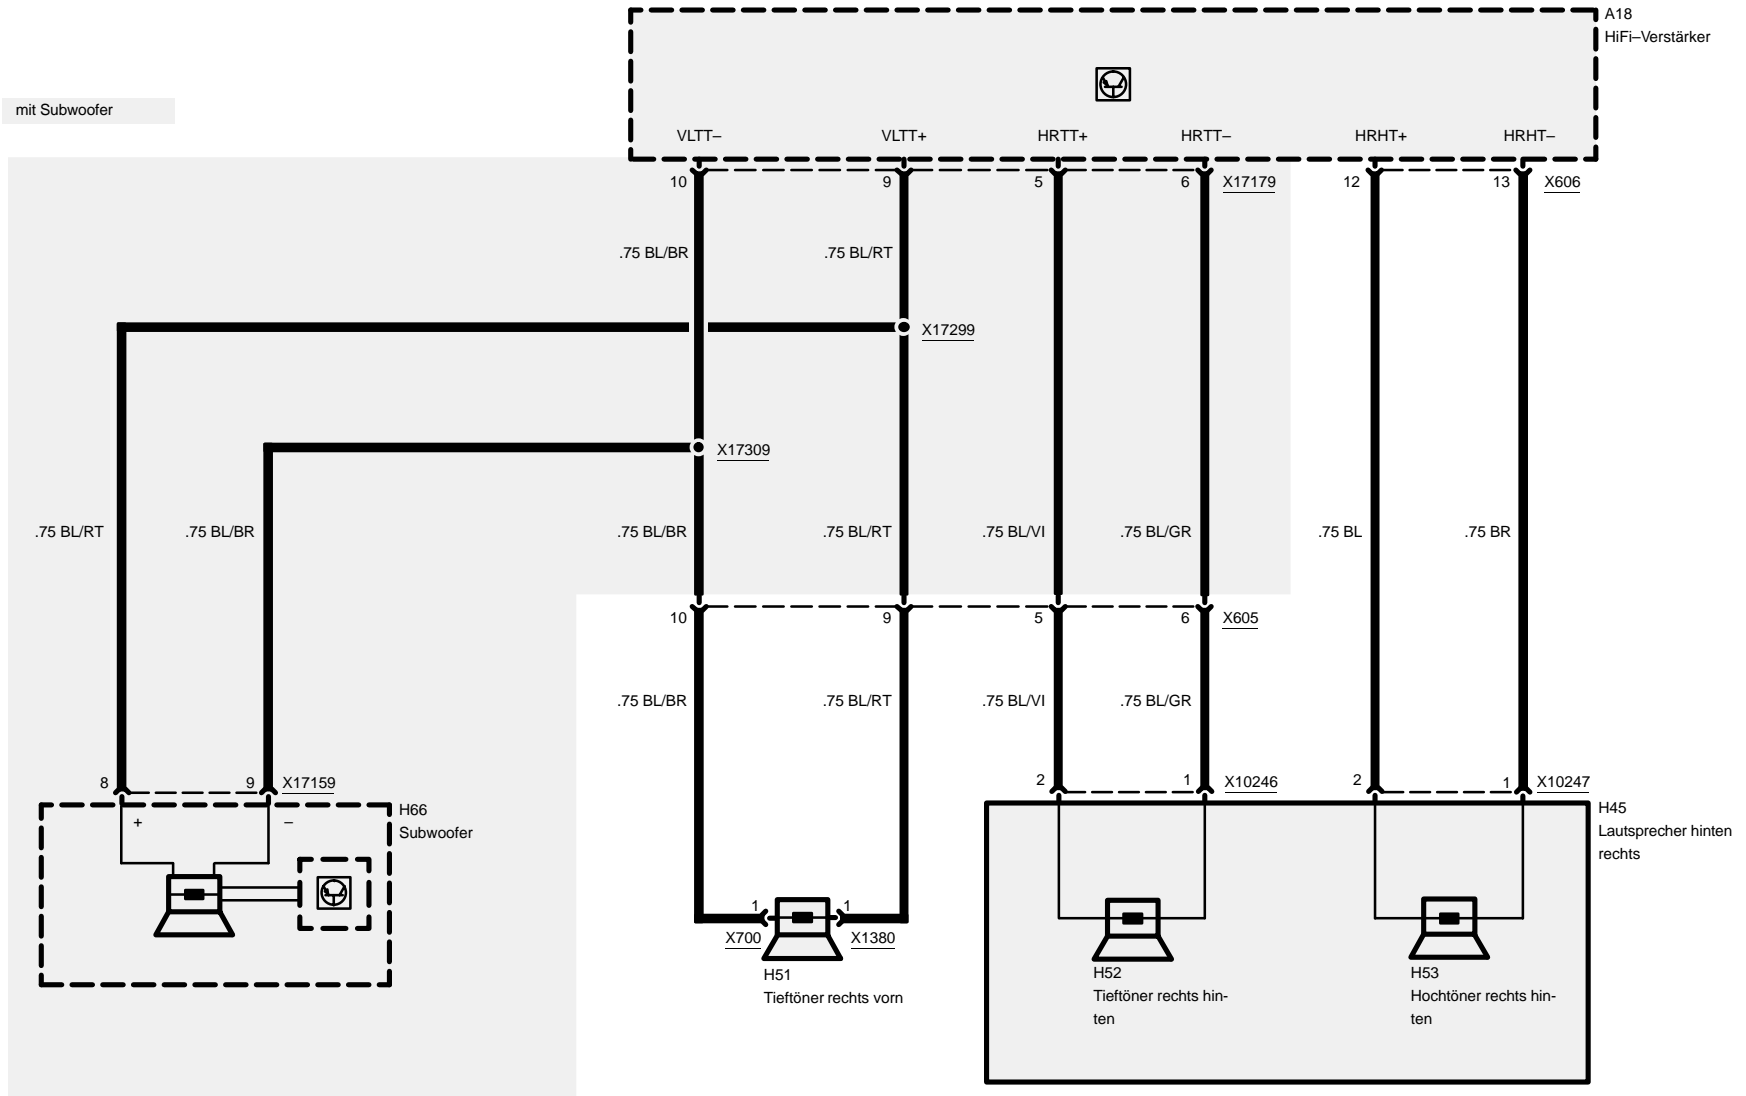 A18
HiFi–Verstärker
mit Subwoofer
VLTT– VLTT+ HRTT+ HRTT– HRHT+ HRHT–
10 9 5 6 X17179 12 13 X606
.75 BL/BR .75 BL/RT
X17299
X17309
.75 BL/RT .75 BL/BR .75 BL/BR .75 BL/RT .75 BL/VI .75 BL/GR .75 BL .75 BR
10 9 5 6 X605
.75 BL/BR .75 BL/RT .75 BL/VI .75 BL/GR
8 9 X17159 2 1 X10246 2 1 X10247
H66
Subwoofer
+ –
H45
Lautsprecher hinten
rechts
1 1
X700 X1380
H51
Tieftöner rechts vorn
H52
Tieftöner rechts hin-
ten
H53
Hochtöner rechts hin-
ten